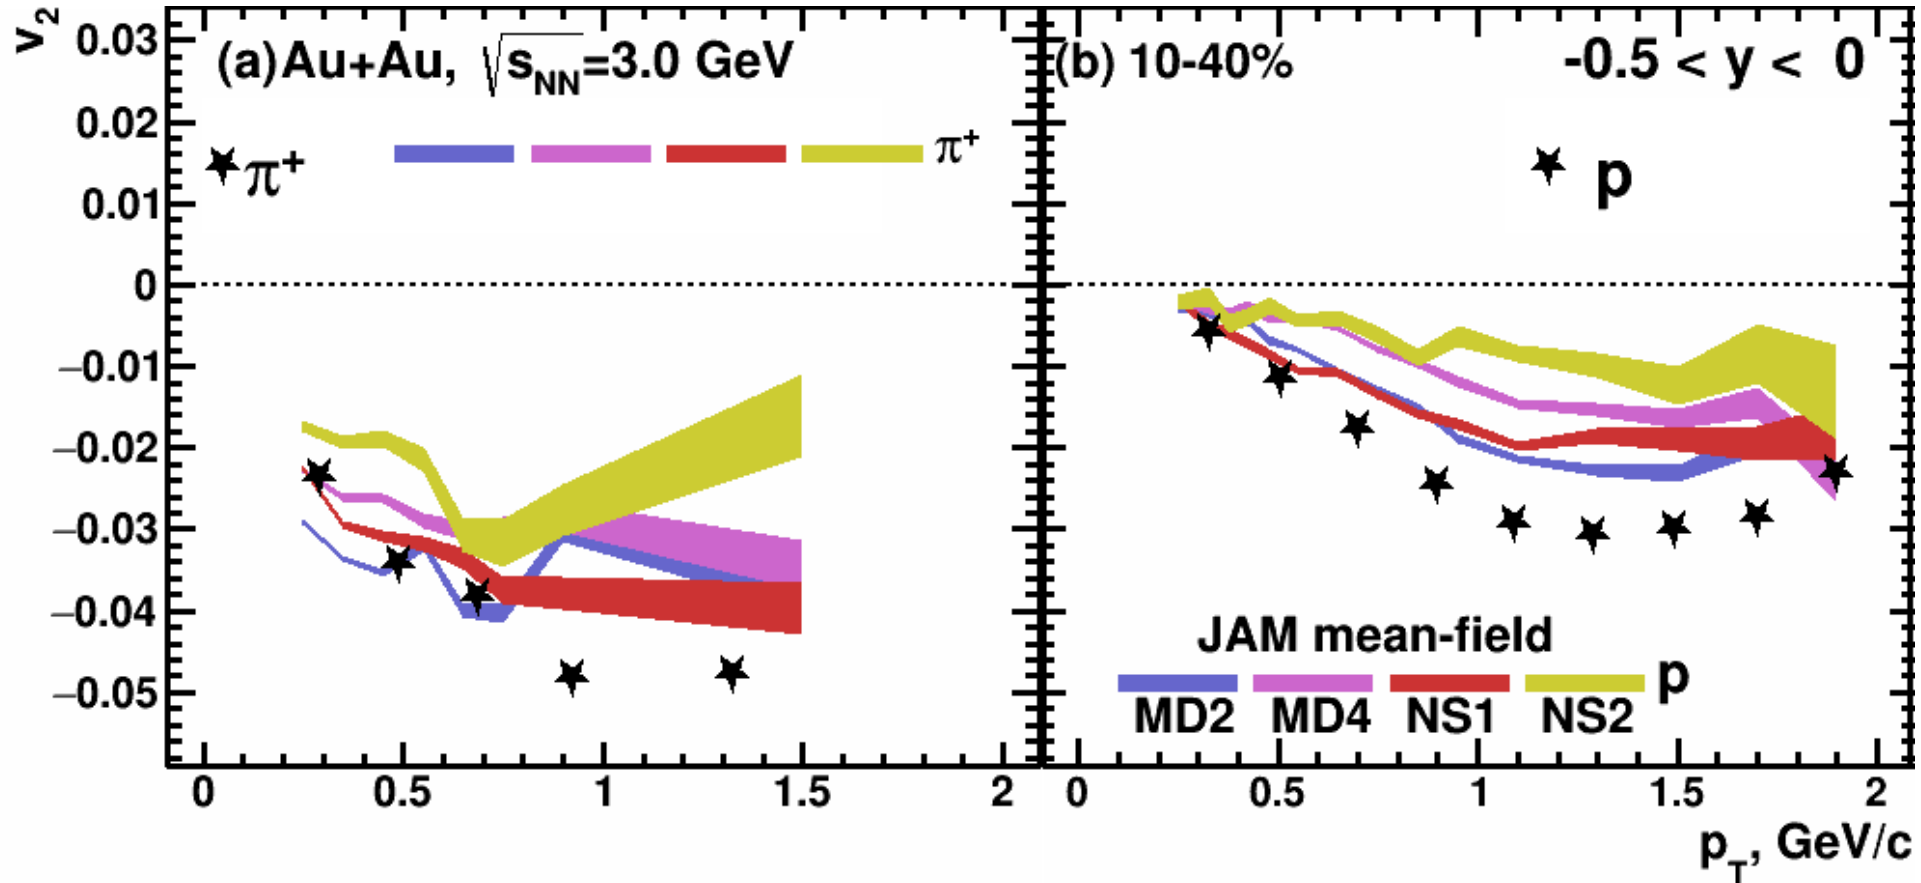 v2
(a) Au+Au, √sNN=3.0 GeV
(b) 10-40% -0.5 < y < 0
π+ π+
p
0.03
0.02
0.01
0
−0.01
−0.02
−0.03
−0.04
−0.05
JAM mean-field
p
MD2 MD4 NS1 NS2
0 0.5 1 1.5 2
0 0.5 1 1.5 2
pT, GeV/c